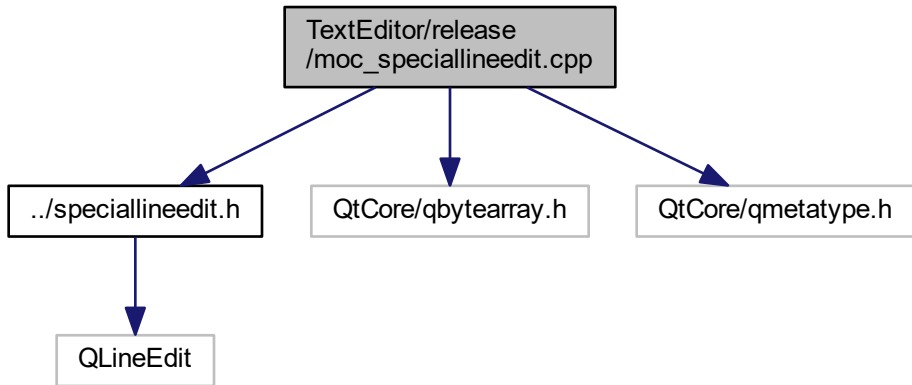 TextEditor/release
/moc_speciallineedit.cpp
../speciallineedit.h
QtCore/qbytearray.h
QtCore/qmetatype.h
QLineEdit